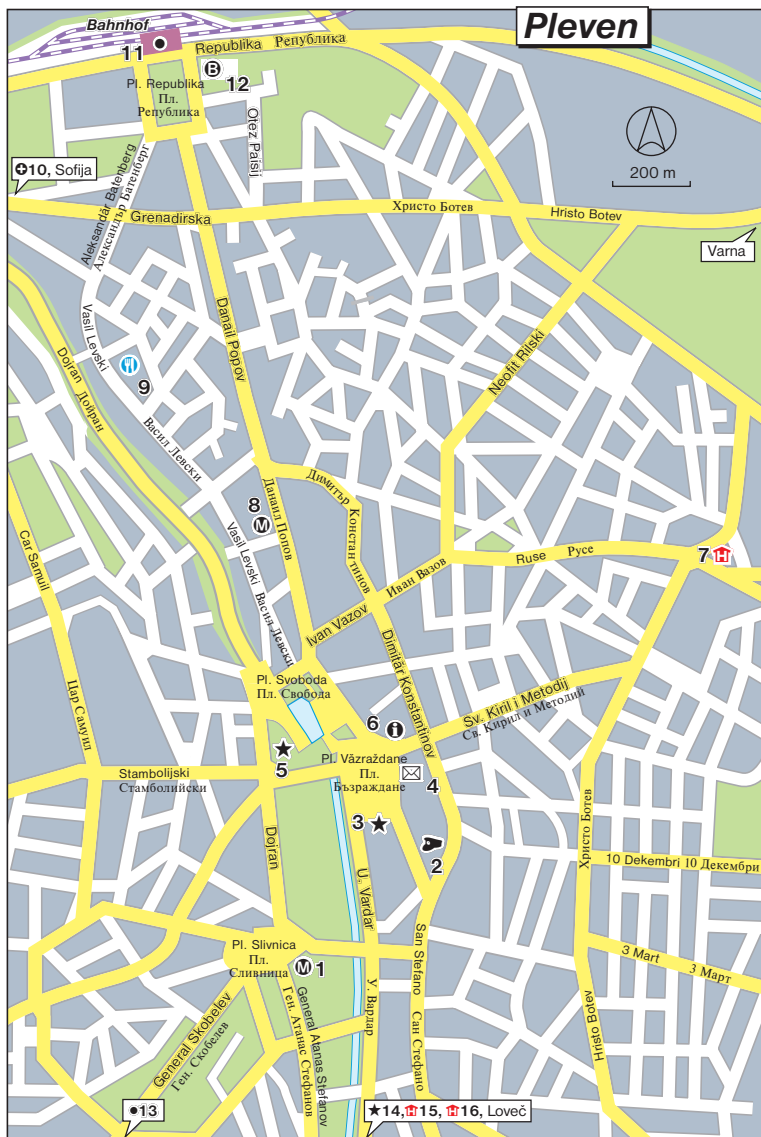 Pleven
Bahnhof
11
Republika Република
B
12
Pl. Republika
Пл.
Република
Otez Paisij
200 m
10, Sofija
Aleksandăr Batenberg
Александър Батенберг
Grenadirska
Христо Ботев
Hristo Botev
Varna
Vasil Levski
Danail Popov
Neofit Rilski
Dojran Дойран
9
Васил Левски
Димитър
Константинов
8
M
Данаил Попов
Car Samuil
Vasil Levski Васил Левски
Ivan Vazov
Иван Вазов
Ruse Русе
7 H
Pl. Svoboda
Пл. Свобода
Dimităr Konstantinov
Sv. Kiril i Metodij
Св. Кирил и Методий
Цар Самуил
6 i
5
Pl. Văzraždane
Пл.
Бъзраждане
4
Stambolijski
Стамболийски
3
2
Христо Ботев
Dojran
10 Dekembri 10 Декембри
U. Vardar
San Stefano
Pl. Slivnica
Пл.
Сливница
M 1
3 Mart 3 Март
General Skobelev
Ген. Скобелев
General Atanas Stefanov
Ген. Атанас Стефанов
У. Вардар
Сан Стефано
Hristo Botev
13
14, H 15, H 16, Loveč